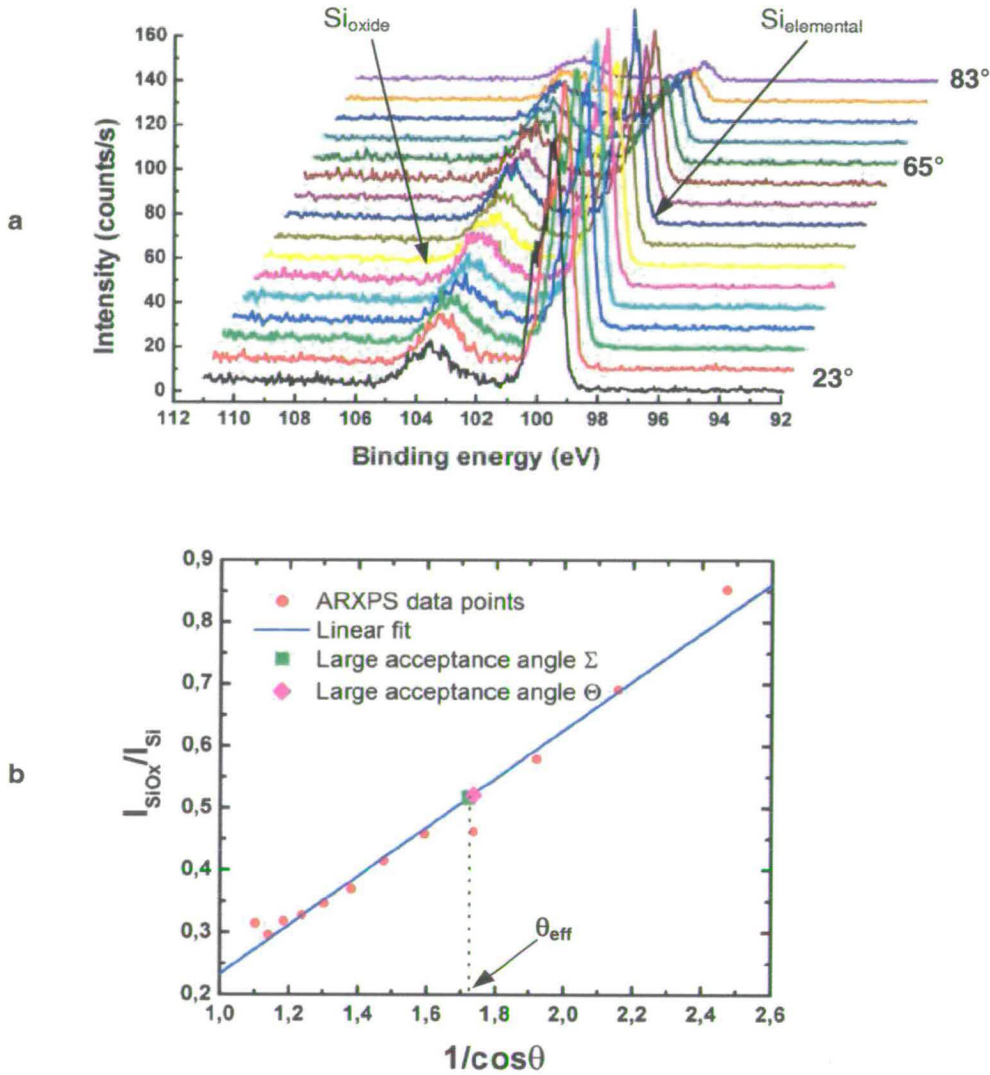 a
Si_oxide
Si_elemental
Intensity (counts/s)
160
140
120
100
80
60
40
20
0
83°
65°
23°
112 110 108 106 104 102 100 98 96 94 92
Binding energy (eV)
b
I_SiOx/I_Si
0,9
0,8
0,7
0,6
0,5
0,4
0,3
0,2
ARXPS data points
Linear fit
Large acceptance angle Σ
Large acceptance angle Θ
θ_eff
1,0 1,2 1,4 1,6 1,8 2,0 2,2 2,4 2,6
1/cosθ